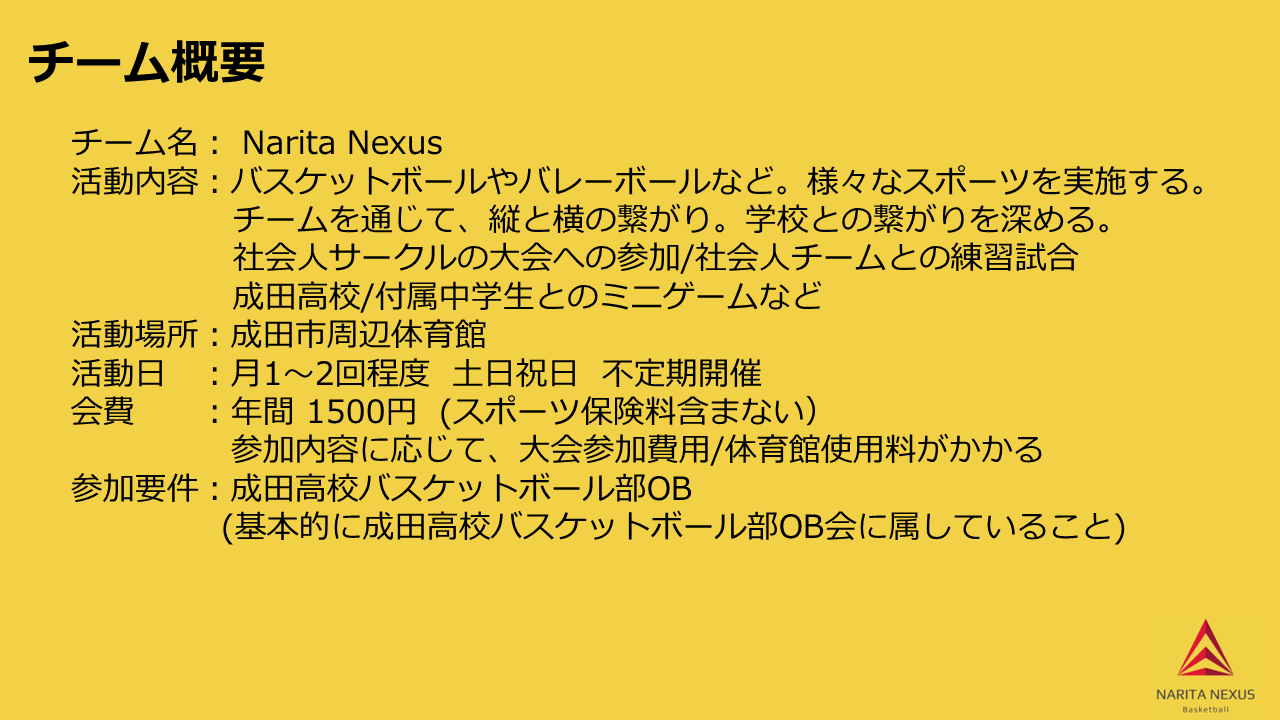 チーム概要
チーム名： Narita Nexus
活動内容：バスケットボールやバレーボールなど。様々なスポーツを実施する。
チームを通じて、縦と横の繋がり。学校との繋がりを深める。
社会人サークルの大会への参加/社会人チームとの練習試合
成田高校/付属中学生とのミニゲームなど
活動場所：成田市周辺体育館
活動日　：月1～2回程度　土日祝日　不定期開催
会費　　：年間 1500円　(スポーツ保険料含まない）
参加内容に応じて、大会参加費用/体育館使用料がかかる
参加要件：成田高校バスケットボール部OB
(基本的に成田高校バスケットボール部OB会に属していること)
NARITA NEXUS
Basketball